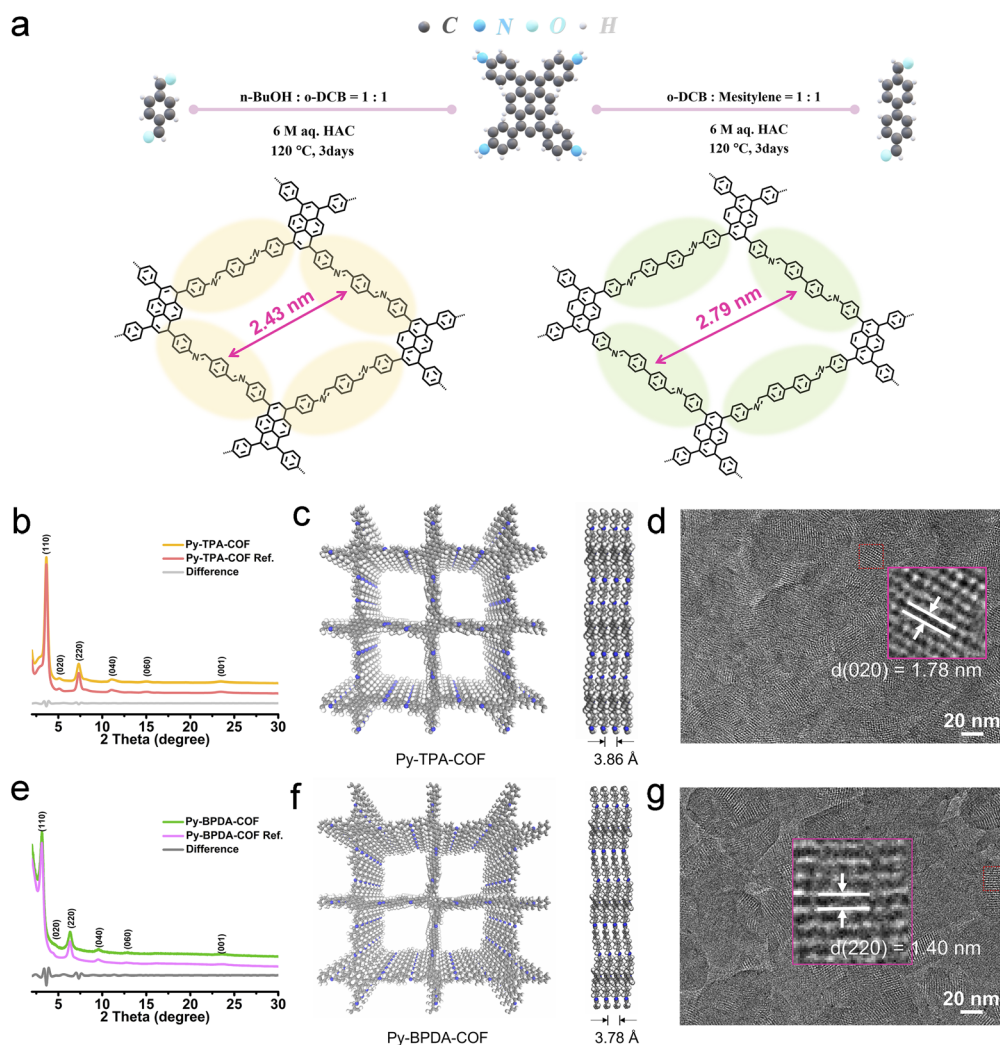 a
C N O H
n-BuOH : o-DCB = 1 : 1
6 M aq. HAC
120 °C, 3days
o-DCB : Mesitylene = 1 : 1
6 M aq. HAC
120 °C, 3days
2.43 nm
2.79 nm
N N N N N N N N
N N N N N N N N
b
(110)
(020)
(220)
(040)
(060)
(001)
Py-TPA-COF
Py-TPA-COF Ref.
Difference
5 10 15 20 25 30
2 Theta (degree)
c
Py-TPA-COF
3.86 Å
d
d(020) = 1.78 nm
20 nm
e
(110)
(020)
(220)
(040)
(060)
(001)
Py-BPDA-COF
Py-BPDA-COF Ref.
Difference
5 10 15 20 25 30
2 Theta (degree)
f
Py-BPDA-COF
3.78 Å
g
d(220) = 1.40 nm
20 nm